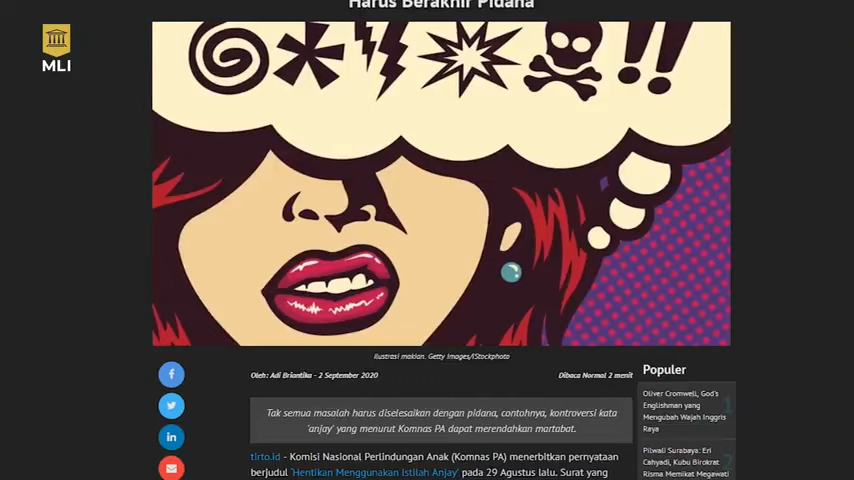 Harus Berakhir Pidana
MLI
!!
Ilustrasi makian. Getty Images/iStockphoto
Oleh: Adi Briantika - 2 September 2020
Dibaca Normal 2 menit
Tak semua masalah harus diselesaikan dengan pidana, contohnya, kontroversi kata
'anjay' yang menurut Komnas PA dapat merendahkan martabat.
tirto.id - Komisi Nasional Perlindungan Anak (Komnas PA) menerbitkan pernyataan
berjudul 'Hentikan Menggunakan Istilah Anjay' pada 29 Agustus lalu. Surat yang
Populer
Oliver Cromwell, God's
Englishman yang
Mengubah Wajah Inggris
Raya
1
Pilwali Surabaya: Eri
Cahyadi, Kubu Birokrat
Risma Memikat Megawati
2